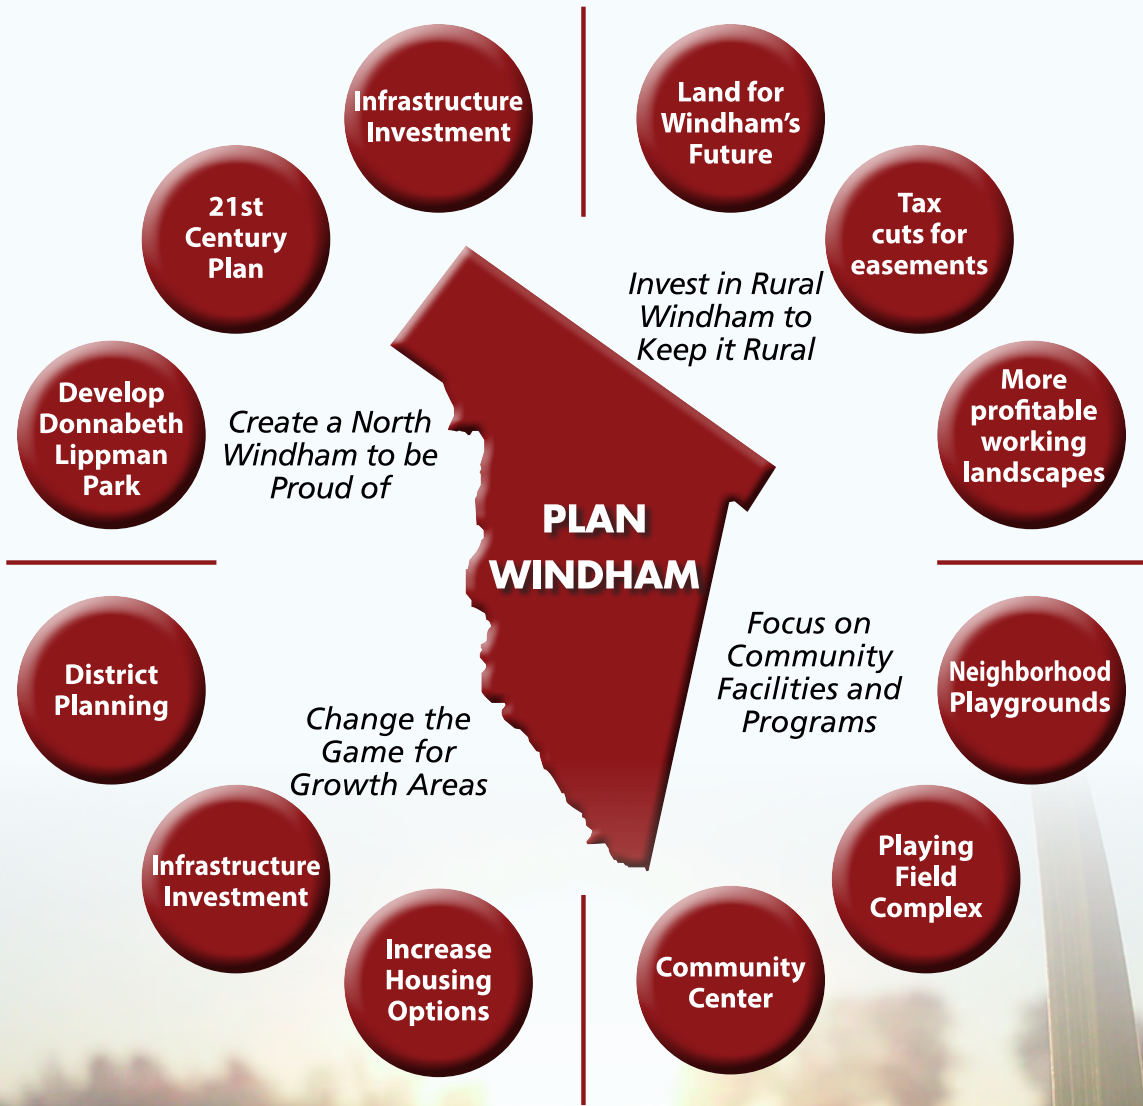 Infrastructure
Investment
Land for
Windham's
Future
21st
Century
Plan
Tax
cuts for
easements
Invest in Rural
Windham to
Keep it Rural
Develop
Donnabeth
Lippman
Park
Create a North
Windham to be
Proud of
More
profitable
working
landscapes
PLAN
WINDHAM
District
Planning
Change the
Game for
Growth Areas
Focus on
Community
Facilities and
Programs
Neighborhood
Playgrounds
Infrastructure
Investment
Playing
Field
Complex
Increase
Housing
Options
Community
Center